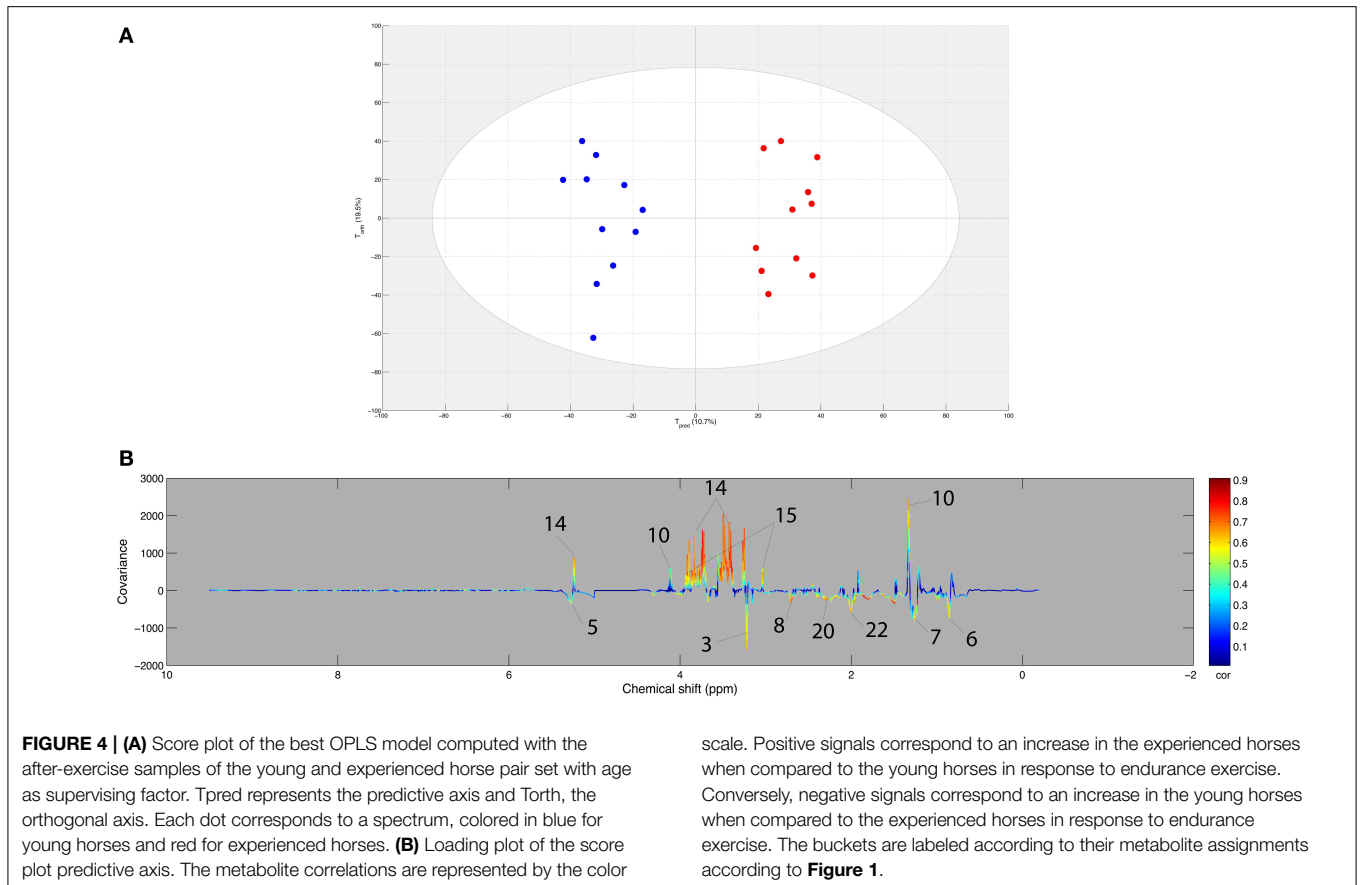 A
100
80
60
40
20
0
−20
−40
−60
−80
−100
−100
−80
−60
−40
−20
0
20
40
60
80
100
T_orth (19.5%)
T_pred (10.7%)
B
3000
2000
1000
0
−1000
−2000
Covariance
14
5
10
14
15
3
8
20
22
10
7
6
10
8
6
4
2
0
−2
Chemical shift (ppm)
0.9
0.8
0.7
0.6
0.5
0.4
0.3
0.2
0.1
cor
FIGURE 4 | (A) Score plot of the best OPLS model computed with the
after-exercise samples of the young and experienced horse pair set with age
as supervising factor. Tpred represents the predictive axis and Torth, the
orthogonal axis. Each dot corresponds to a spectrum, colored in blue for
young horses and red for experienced horses. (B) Loading plot of the score
plot predictive axis. The metabolite correlations are represented by the color
scale. Positive signals correspond to an increase in the experienced horses
when compared to the young horses in response to endurance exercise.
Conversely, negative signals correspond to an increase in the young horses
when compared to the experienced horses in response to endurance
exercise. The buckets are labeled according to their metabolite assignments
according to Figure 1.